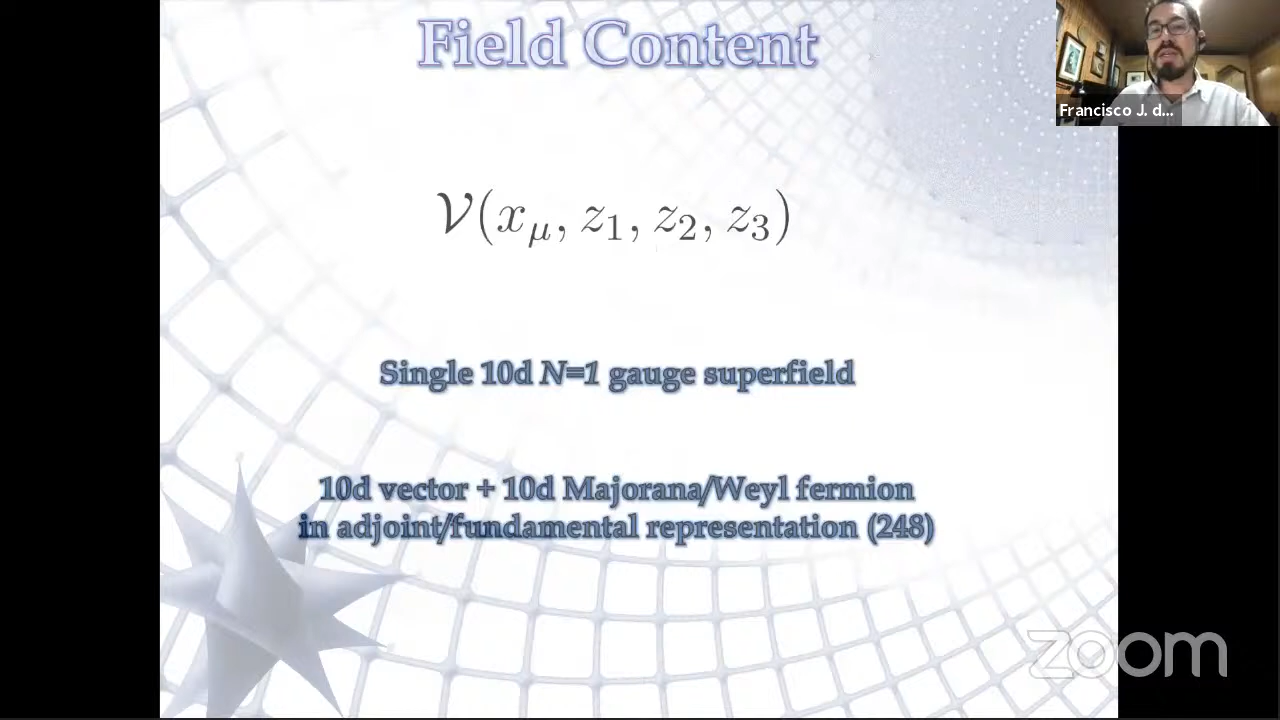 Field Content
Francisco J. d...
𝒱(x_μ, z_1, z_2, z_3)
Single 10d N=1 gauge superfield
10d vector + 10d Majorana/Weyl fermion
in adjoint/fundamental representation (248)
zoom